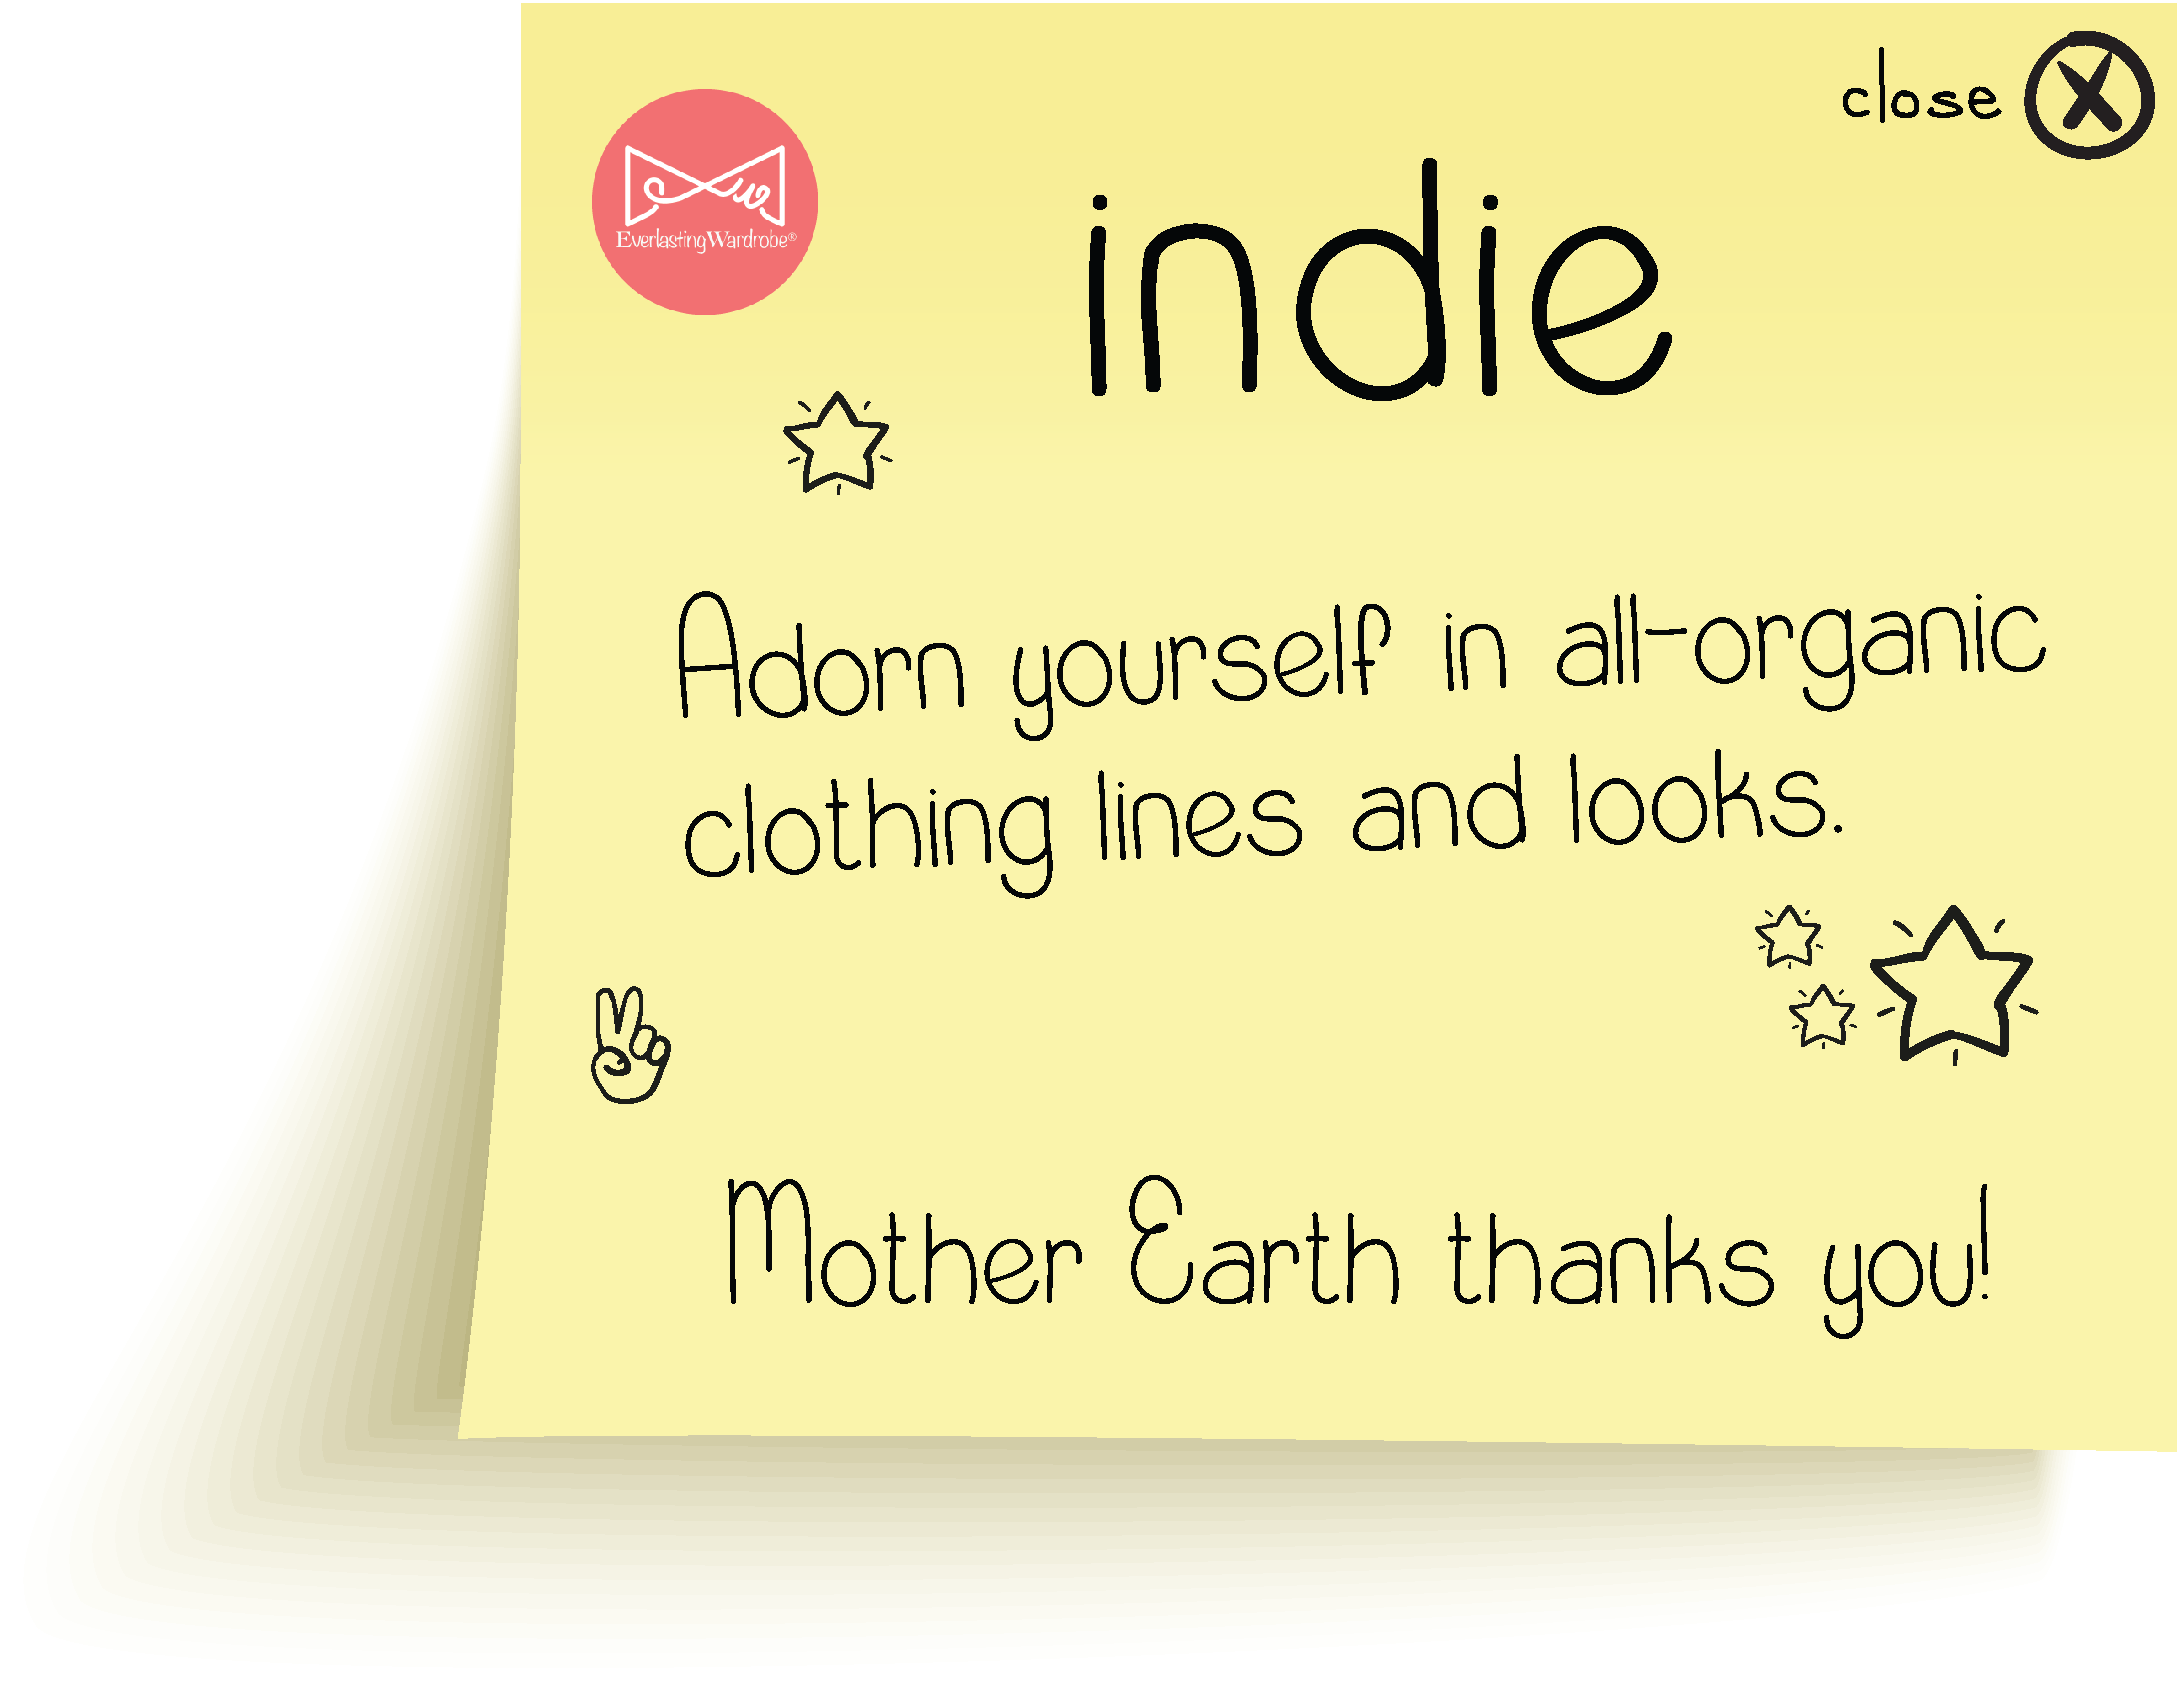 close
EverlastingWardrobe®
indie
Adorn yourself in all-organic
clothing lines and looks.
Mother Earth thanks you!